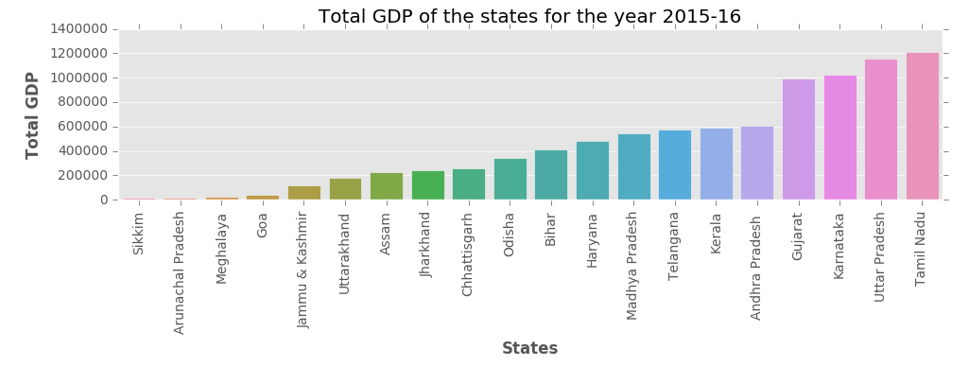 Total GDP of the states for the year 2015-16
1400000
1200000
1000000
800000
600000
400000
200000
0
Total GDP
Sikkim
Arunachal Pradesh
Meghalaya
Goa
Jammu & Kashmir
Uttarakhand
Assam
Jharkhand
Chhattisgarh
Odisha
Bihar
Haryana
Madhya Pradesh
Telangana
Kerala
Andhra Pradesh
Gujarat
Karnataka
Uttar Pradesh
Tamil Nadu
States